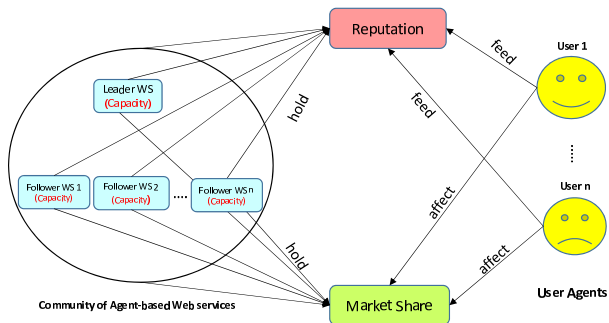 Reputation
User 1
feed
Leader WS
(Capacity)
hold
feed
......
Follower WS 1
(Capacity)
Follower WS 2
(Capacity)
....
Follower WS n
(Capacity)
User n
affect
hold
affect
Community of Agent-based Web services
Market Share
User Agents